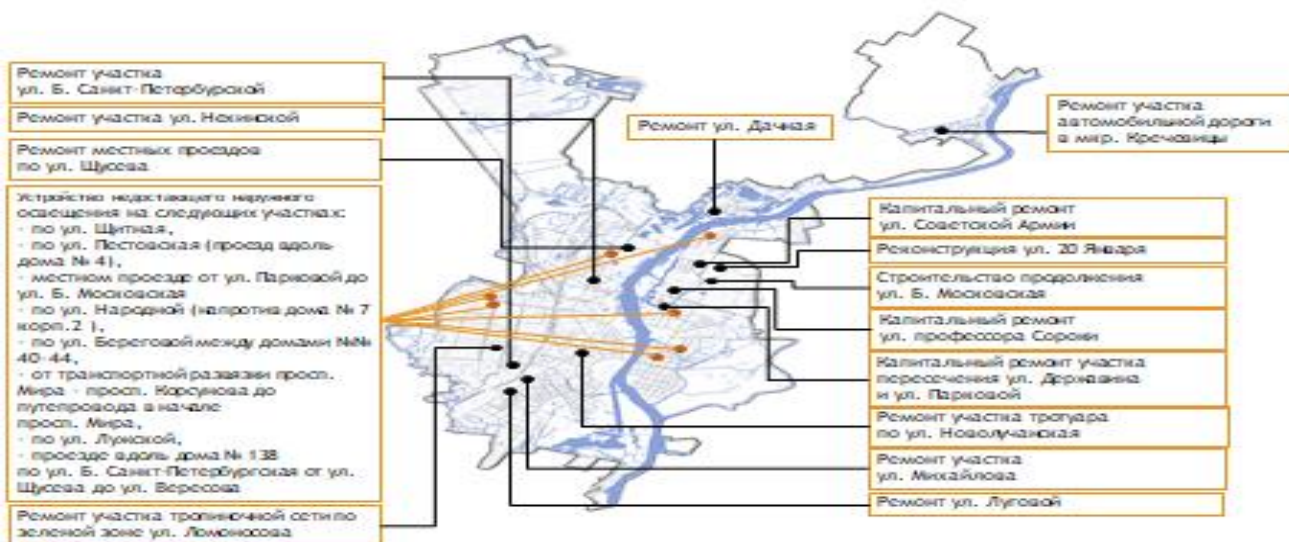 Ремонт участка
ул. Б. Санкт-Петербургской
Ремонт участка ул. Нехинской
Ремонт местных проездов
по ул. Щусева
Устройство недостающего наружного
освещения на следующих участках:
- по ул. Щитная,
- по ул. Пестовская (проезд вдоль
дома № 4),
- местном проезде от ул. Парковой до
ул. Б. Московская
- по ул. Народной (напротив дома № 7
корп.2 ),
- по ул. Береговой между домами №№
40-44,
- от транспортной развязки просп.
Мира - просп. Корсунова до
путепровода в начале
просп. Мира,
- по ул. Лужской,
- проезде вдоль дома № 138
по ул. Б. Санкт-Петербургская от ул.
Щусева до ул. Вересова
Ремонт участка тропиночной сети по
зеленой зоне ул. Ломоносова
Ремонт ул. Дачная
Ремонт участка
автомобильной дороги
в мкр. Кречевицы
Капитальный ремонт
ул. Советской Армии
Реконструкция ул. 20 Января
Строительство продолжения
ул. Б. Московская
Капитальный ремонт
ул. профессора Сороки
Капитальный ремонт участка
пересечения ул. Державина
и ул. Парковой
Ремонт участка тротуара
по ул. Новолучанская
Ремонт участка
ул. Михайлова
Ремонт ул. Луговой